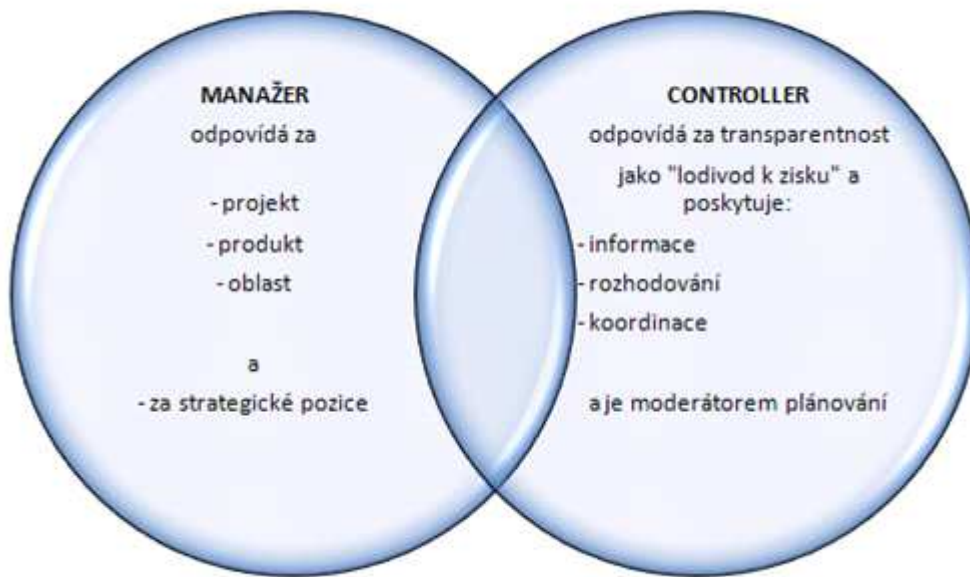 MANAŽER
odpovídá za
- projekt
- produkt
- oblast
a
- za strategické pozice
CONTROLLER
odpovídá za transparentnost
jako "lodivod k zisku" a
poskytuje:
- informace
- rozhodování
- koordinace
a je moderátorem plánování